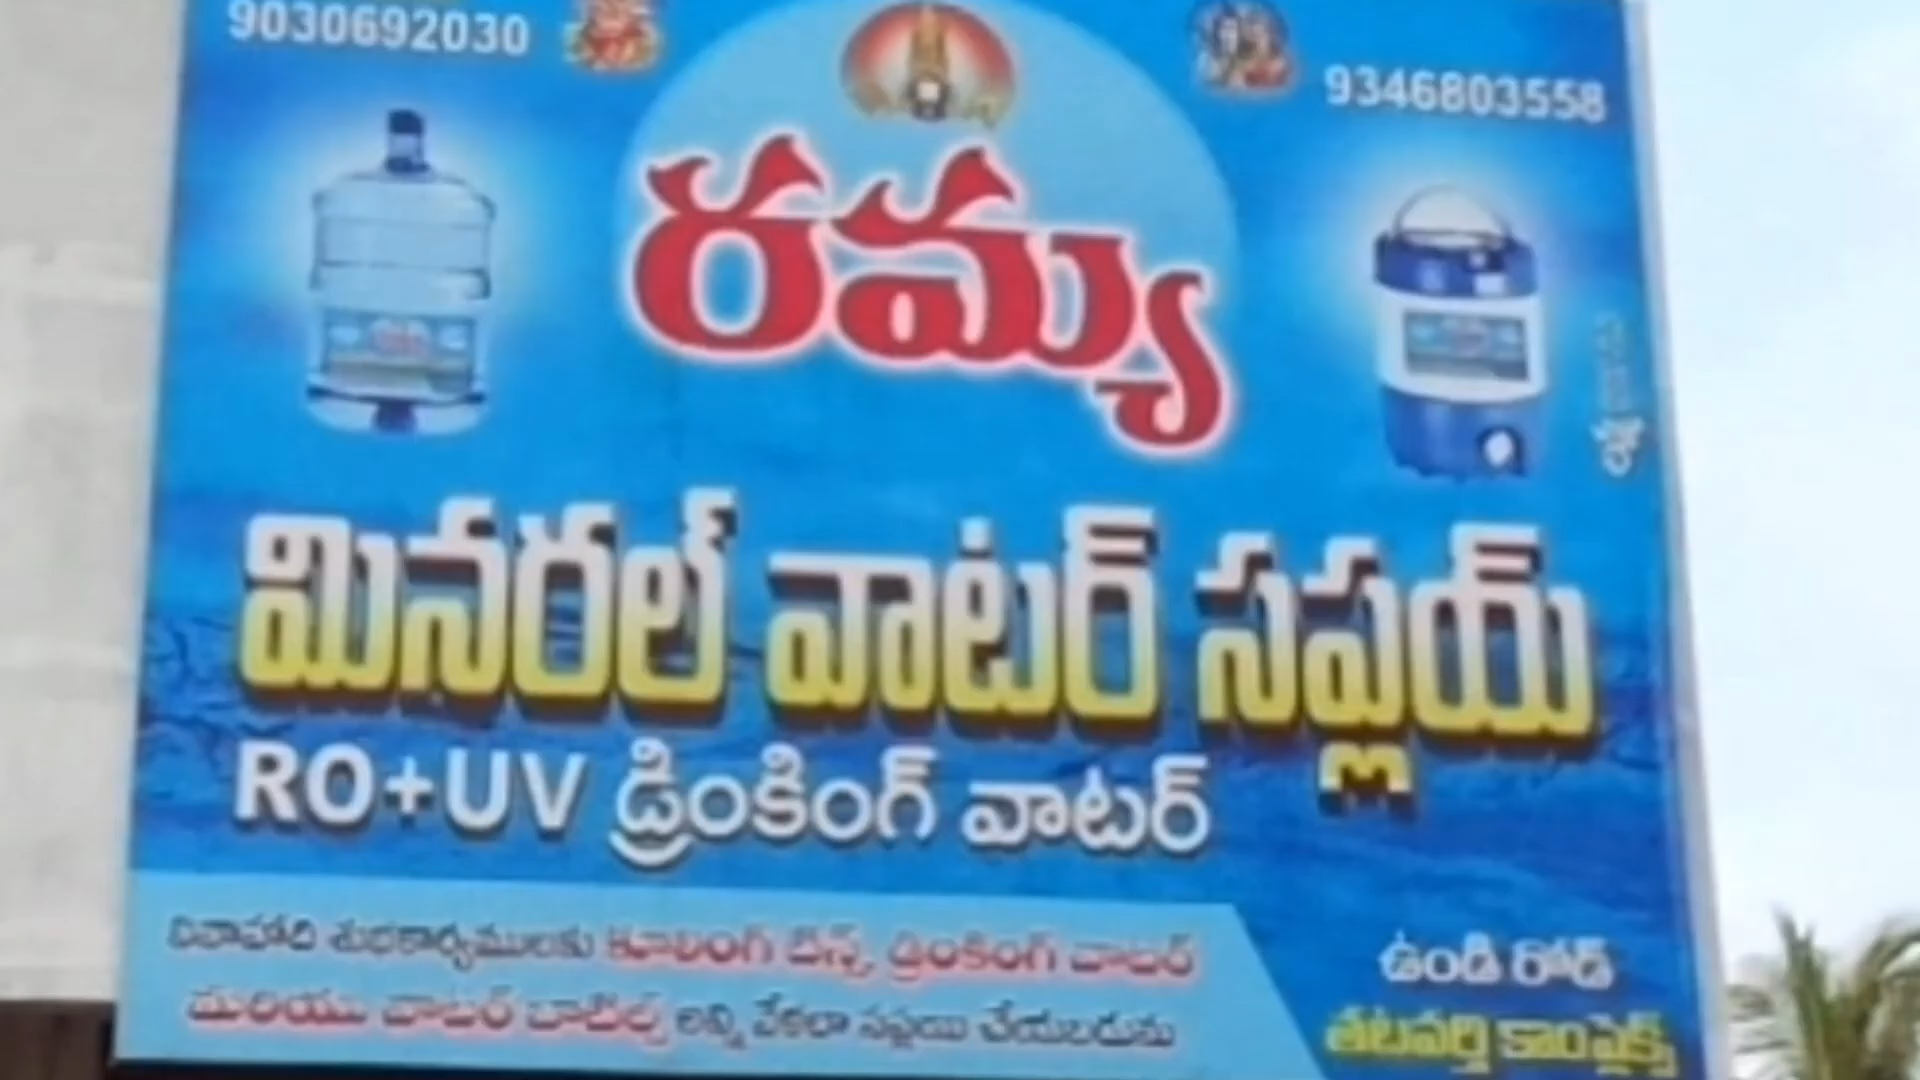 9030692030
9346803558
రమ్య
మినరల్ వాటర్ సప్లయ్
RO+UV డ్రింకింగ్ వాటర్
వివాహాది శుభకార్యములకు కూలింగ్ టిన్స్, డ్రింకింగ్ వాటర్
మరియు వాటర్ బాటిల్స్ అన్ని వేళలా సప్లయి చేయబడును
ఉండి రోడ్
తటవర్తి కాంప్లెక్స్